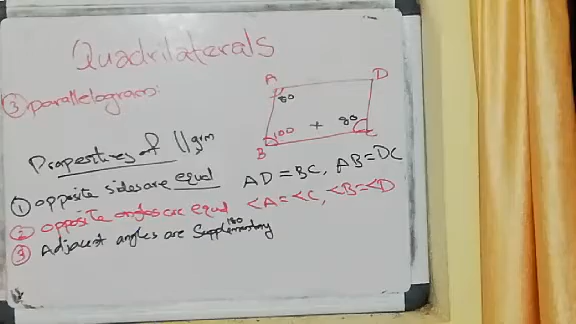 Quadrilaterals
③ parallelogram:
A D
80
100 + 80
B C
Properties of 11grm
① opposite sides are equal AD = BC, AB = DC
② opposite angles are equal <A = <C, <B = <D
180
③ Adjacent angles are Supplementary